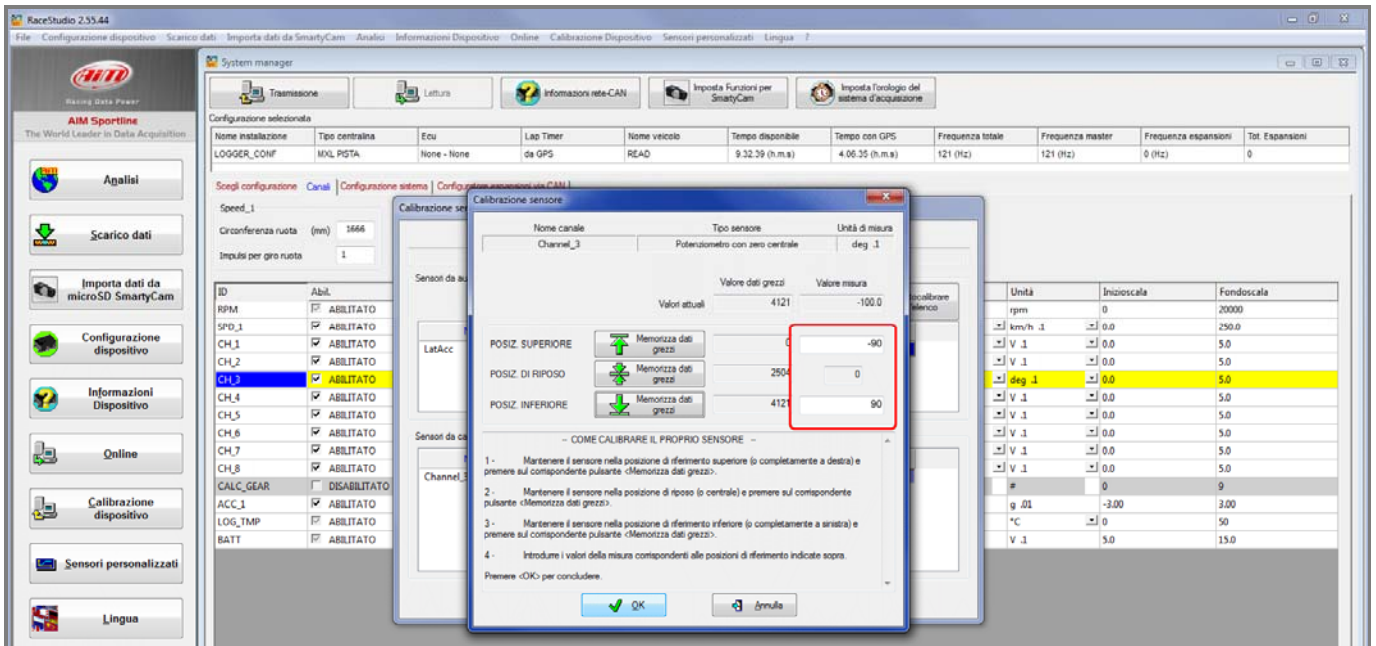 RaceStudio 2.55.44
File Configurazione dispositivo Scarico dati Importa dati da SmartyCam Analisi Informazioni Dispositivo Online Calibrazione Dispositivo Sensori personalizzati Lingua ?
AiM
Racing Data Power
AIM Sportline
The World Leader in Data Acquisition
Analisi
Scarico dati
Importa dati da
microSD SmartyCam
Configurazione
dispositivo
Informazioni
Dispositivo
Online
Calibrazione
dispositivo
Sensori personalizzati
Lingua
System manager
Trasmissione
Lettura
Informazioni rete-CAN
Imposta Funzioni per
SmartyCam
Imposta l'orologio del
sistema d'acquisizione
Configurazione selezionata
Nome installazione Tipo centralina Ecu Lap Timer Nome veicolo Tempo disponibile Tempo con GPS Frequenza totale Frequenza master Frequenza espansioni Tot. Espansioni
LOGGER_CONF MXL PISTA None - None da GPS READ 9.32.39 (h.m.s) 4.06.35 (h.m.s) 121 (Hz) 121 (Hz) 0 (Hz) 0
Scegli configurazione Canali Configurazione sistema Configuratore espansioni via CAN
Speed_1
Circonferenza ruota (mm) 1666
Impulsi per giro ruota 1
ID Abil. Unità Inizioscala Fondoscala
RPM ABILITATO rpm 0 20000
SPD_1 ABILITATO km/h .1 0.0 250.0
CH_1 ABILITATO V .1 0.0 5.0
CH_2 ABILITATO V .1 0.0 5.0
CH_3 ABILITATO deg .1 0.0 5.0
CH_4 ABILITATO V .1 0.0 5.0
CH_5 ABILITATO V .1 0.0 5.0
CH_6 ABILITATO V .1 0.0 5.0
CH_7 ABILITATO V .1 0.0 5.0
CH_8 ABILITATO V .1 0.0 5.0
CALC_GEAR DISABILITATO # 0 9
ACC_1 ABILITATO g .01 -3.00 3.00
LOG_TMP ABILITATO °C 0 50
BATT ABILITATO V .1 5.0 15.0
Calibrazione se
Sensori da au
LatAcc
Sensori da ca
Channel_3
Calibrazione sensore
Nome canale Tipo sensore Unità di misura
Channel_3 Potenziometro con zero centrale deg .1
Valore dati grezzi Valore misura
Valori attuali 4121 -100.0
POSIZ. SUPERIORE Memorizza dati grezzi 0 -90
POSIZ. DI RIPOSO Memorizza dati grezzi 2504 0
POSIZ. INFERIORE Memorizza dati grezzi 4121 90
-- COME CALIBRARE IL PROPRIO SENSORE --
1 - Mantenere il sensore nella posizione di riferimento superiore (o completamente a destra) e
premere sul corrispondente pulsante <Memorizza dati grezzi>.
2 - Mantenere il sensore nella posizione di riposo (o centrale) e premere sul corrispondente
pulsante <Memorizza dati grezzi>.
3 - Mantenere il sensore nella posizione di riferimento inferiore (o completamente a sinistra) e
premere sul corrispondente pulsante <Memorizza dati grezzi>.
4 - Introdurre i valori della misura corrispondenti alle posizioni di riferimento indicate sopra.
Premere <OK> per concludere.
OK
Annulla